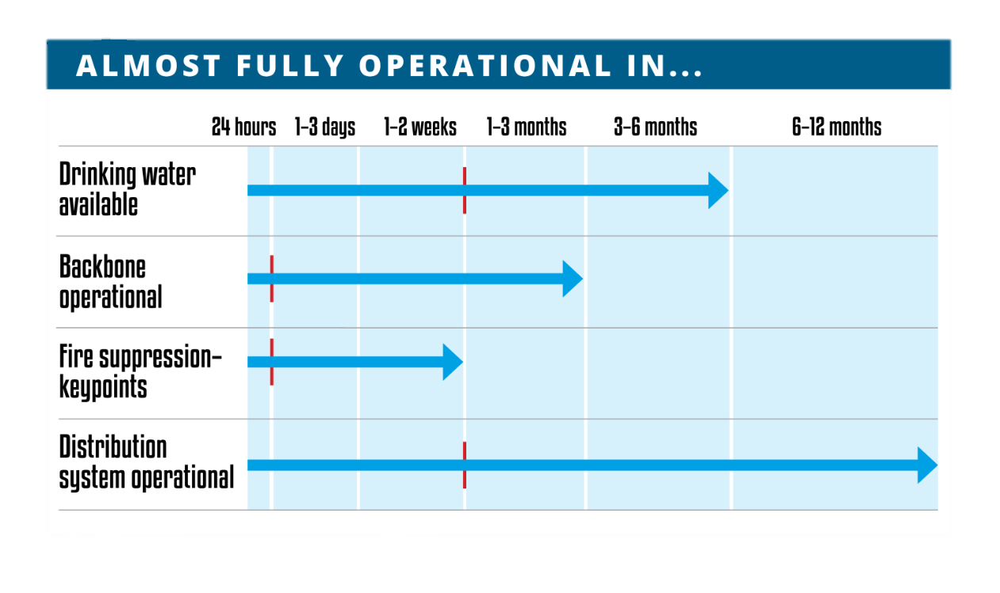 ALMOST FULLY OPERATIONAL IN...
24 hours 1–3 days 1–2 weeks 1–3 months 3–6 months 6–12 months
Drinking water
available
Backbone
operational
Fire suppression–
keypoints
Distribution
system operational